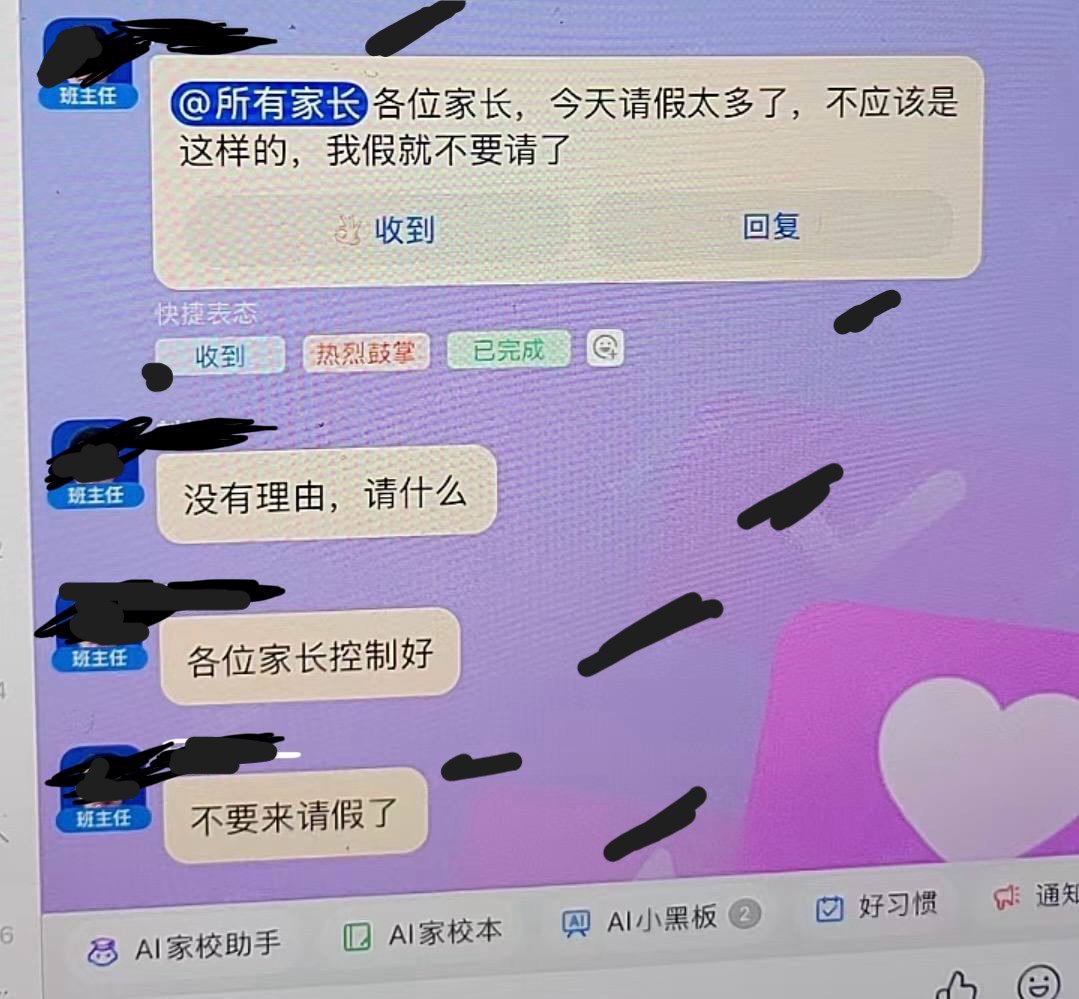 班主任
@所有家长 各位家长，今天请假太多了，不应该是
这样的，我假就不要请了
收到 回复
快捷表态
收到 热烈鼓掌 已完成
班主任
没有理由，请什么
班主任
各位家长控制好
班主任
不要来请假了
AI家校助手 AI家校本 AI小黑板 2 好习惯 通知